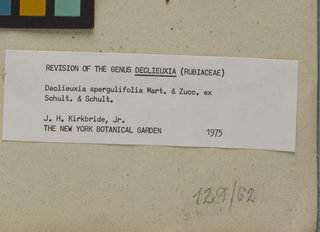 REVISION OF THE GENUS DECLIEUXIA (RUBIACEAE)
Declieuxia spergulifolia Mart. & Zucc. ex
Schult. & Schult.
J. H. Kirkbride, Jr.
THE NEW YORK BOTANICAL GARDEN 1975
129/62